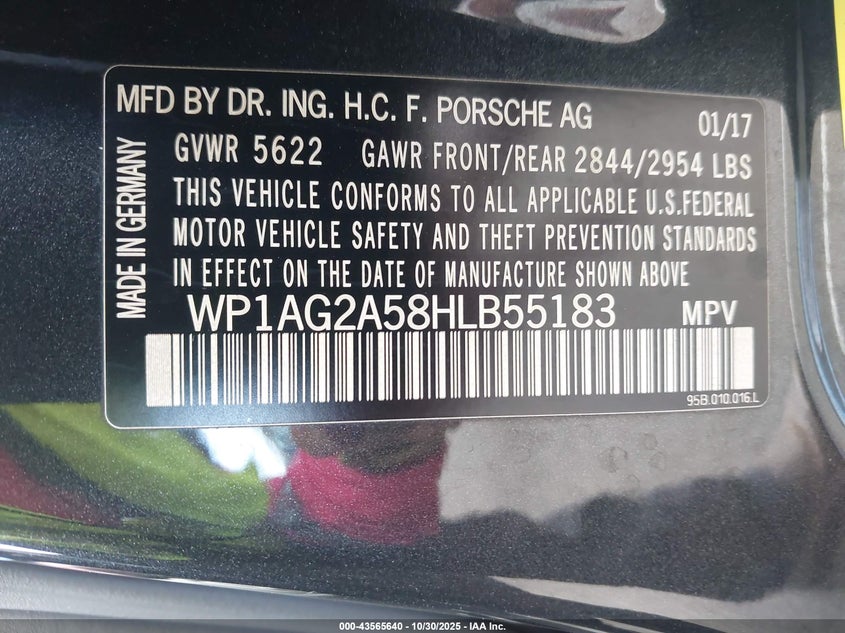 MFD BY DR. ING. H.C. F. PORSCHE AG 01/17
GVWR 5622 GAWR FRONT/REAR 2844/2954 LBS
THIS VEHICLE CONFORMS TO ALL APPLICABLE U.S.FEDERAL
MOTOR VEHICLE SAFETY AND THEFT PREVENTION STANDARDS
IN EFFECT ON THE DATE OF MANUFACTURE SHOWN ABOVE
MADE IN GERMANY
WP1AG2A58HLB55183 MPV
95B.010.016.L
000-43565640 - 10/30/2025 - IAA Inc.